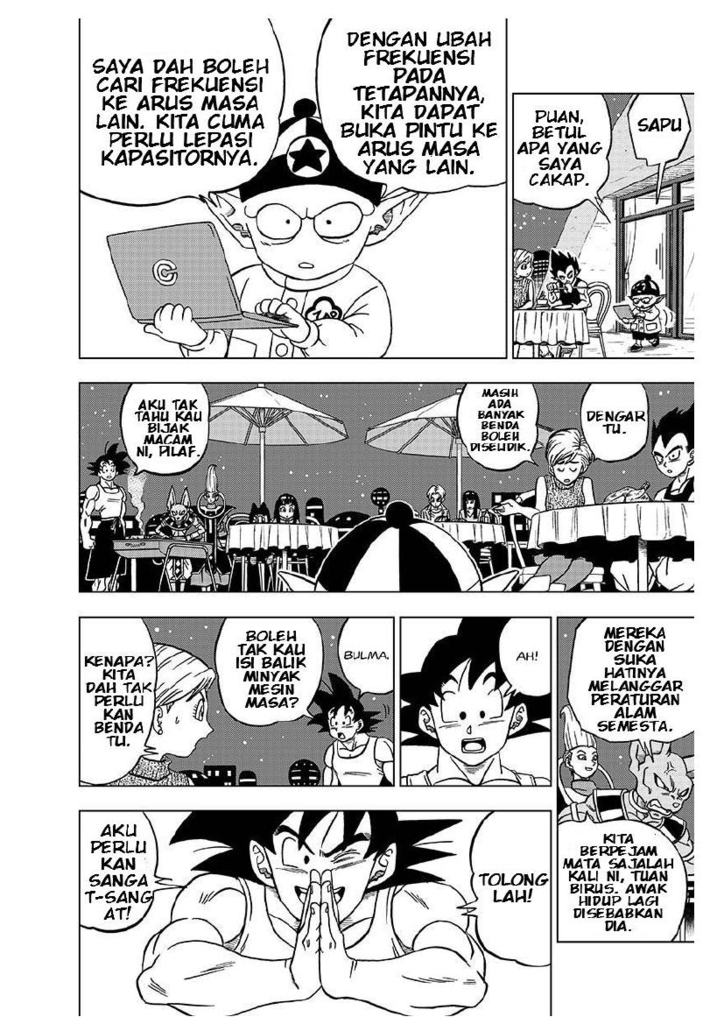 SAPU
PUAN,
BETUL
APA YANG
SAYA
CAKAP.
DENGAN UBAH
FREKUENSI
PADA
TETAPANNYA,
KITA DAPAT
BUKA PINTU KE
ARUS MASA
YANG LAIN.
SAYA DAH BOLEH
CARI FREKUENSI
KE ARUS MASA
LAIN. KITA CUMA
PERLU LEPASI
KAPASITORNYA.
C
DENGAR
TU.
MASIH
ADA
BANYAK
BENDA
BOLEH
DISELIDIK.
AKU TAK
TAHU KAU
BIJAK
MACAM
NI, PILAF.
MEREKA
DENGAN
SUKA
HATINYA
MELANGGAR
PERATURAN
ALAM
SEMESTA.
KITA
BERPEJAM
MATA SAJALAH
KALI NI, TUAN
BIRUS. AWAK
HIDUP LAGI
DISEBABKAN
DIA.
AH!
BULMA,
BOLEH
TAK KAU
ISI BALIK
MINYAK
MESIN
MASA?
KENAPA?
KITA
DAH TAK
PERLU
KAN
BENDA
TU.
TOLONG
LAH!
AKU
PERLU
KAN
SANGA
T-SANG
AT!